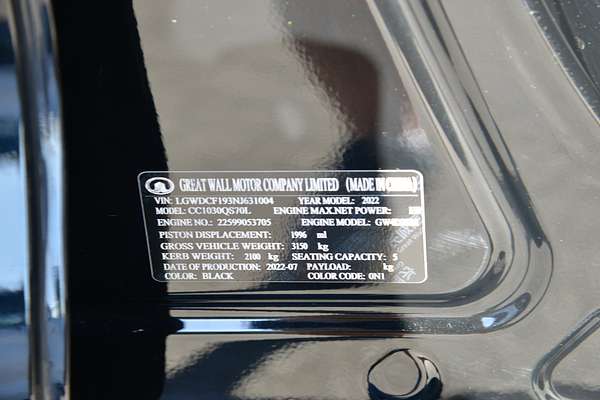 GREAT WALL MOTOR COMPANY LIMITED (MADE IN CHINA)
VIN: LGWDCF193NJ631004 YEAR MODEL: 2022
MODEL: CC1030QS70L ENGINE MAX.NET POWER:
ENGINE NO.: 22599053705 ENGINE MODEL:
PISTON DISPLACEMENT: 1996 ml
GROSS VEHICLE WEIGHT: 3150 kg
KERB WEIGHT: 2100 kg SEATING CAPACITY: 5
DATE OF PRODUCTION: 2022-07 PAYLOAD: kg
COLOR: BLACK COLOR CODE: 0N1